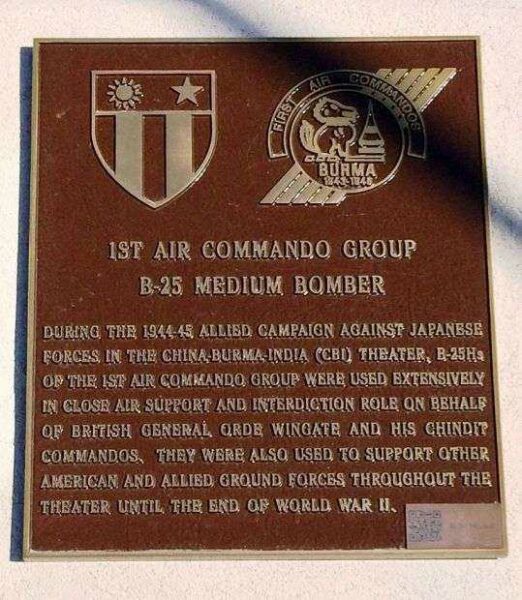 FIRST AIR COMMANDOS
BURMA
1943-1945
1ST AIR COMMANDO GROUP
B-25 MEDIUM BOMBER
DURING THE 1944-45 ALLIED CAMPAIGN AGAINST JAPANESE
FORCES IN THE CHINA-BURMA-INDIA (CBI) THEATER, B-25Hs
OF THE 1ST AIR COMMANDO GROUP WERE USED EXTENSIVELY
IN CLOSE AIR SUPPORT AND INTERDICTION ROLE ON BEHALF
OF BRITISH GENERAL ORDE WINGATE AND HIS CHINDIT
COMMANDOS. THEY WERE ALSO USED TO SUPPORT OTHER
AMERICAN AND ALLIED GROUND FORCES THROUGHOUT THE
THEATER UNTIL THE END OF WORLD WAR II.